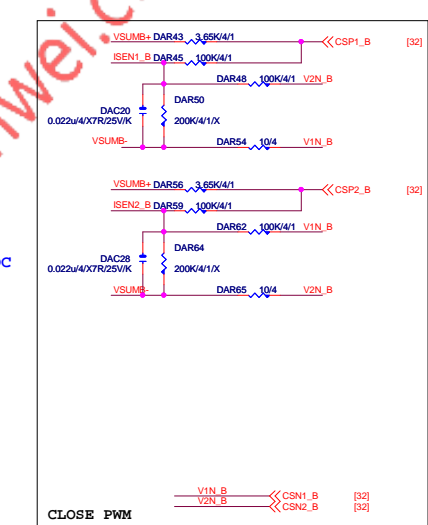 VSUMB+ DAR43 3.65K/4/1 CSP1_B [32]
ISEN1_B DAR45 100K/4/1
DAR48 100K/4/1 V2N_B
DAR50
DAC20
0.022u/4/X7R/25V/K 200K/4/1/X
VSUMB- DAR54 10/4 V1N_B
VSUMB+ DAR56 3.65K/4/1 CSP2_B [32]
ISEN2_B DAR59 100K/4/1
DAR62 100K/4/1 V1N_B
DAR64
DAC28
0.022u/4/X7R/25V/K 200K/4/1/X
VSUMB- DAR65 10/4 V2N_B
V1N_B CSN1_B [32]
V2N_B CSN2_B [32]
CLOSE PWM